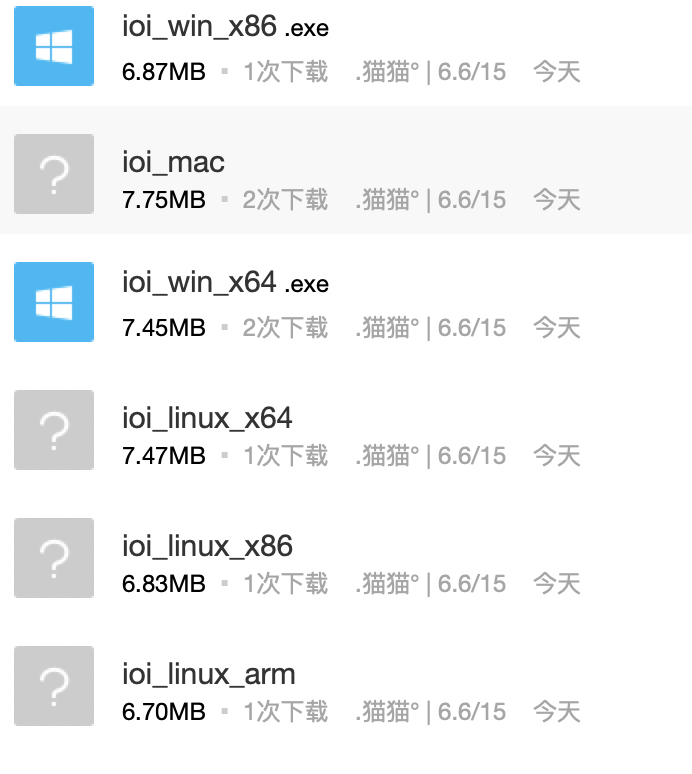 ioi_win_x86 .exe
6.87MB ▪ 1次下载 .猫猫° | 6.6/15 今天
ioi_mac
7.75MB ▪ 2次下载 .猫猫° | 6.6/15 今天
ioi_win_x64 .exe
7.45MB ▪ 2次下载 .猫猫° | 6.6/15 今天
ioi_linux_x64
7.47MB ▪ 1次下载 .猫猫° | 6.6/15 今天
ioi_linux_x86
6.83MB ▪ 1次下载 .猫猫° | 6.6/15 今天
ioi_linux_arm
6.70MB ▪ 1次下载 .猫猫° | 6.6/15 今天